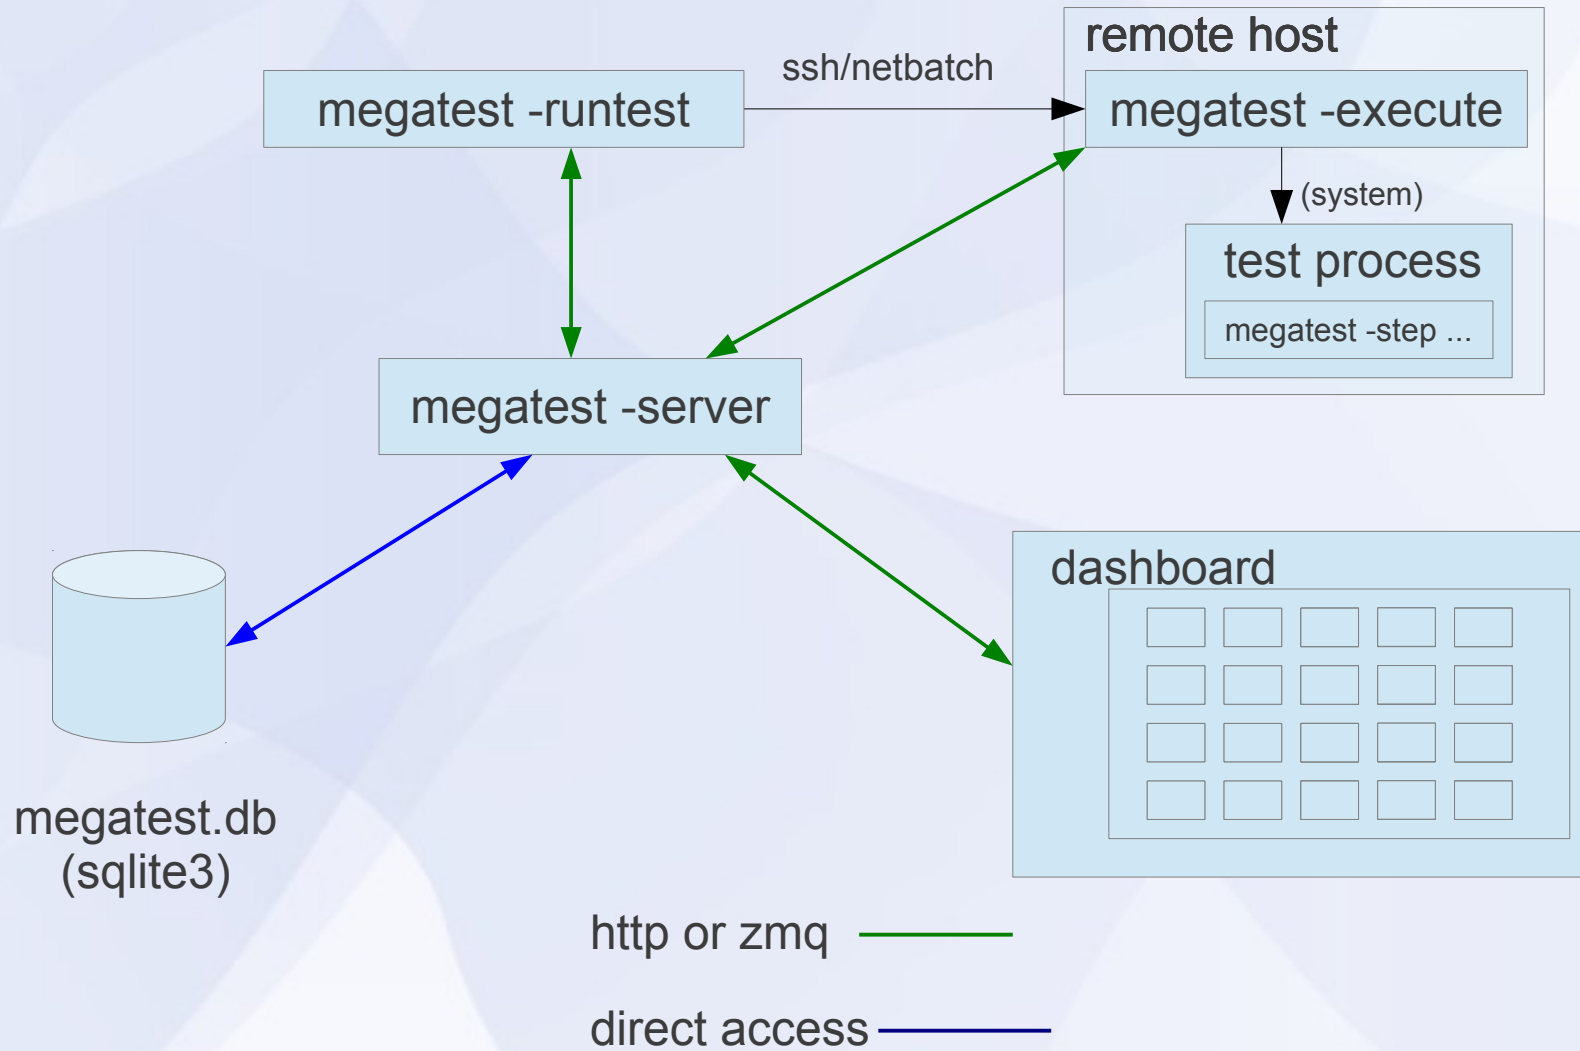 remote host
ssh/netbatch
megatest -runtest
megatest -execute
(system)
test process
megatest -step ...
megatest -server
dashboard
megatest.db
(sqlite3)
http or zmq
direct access